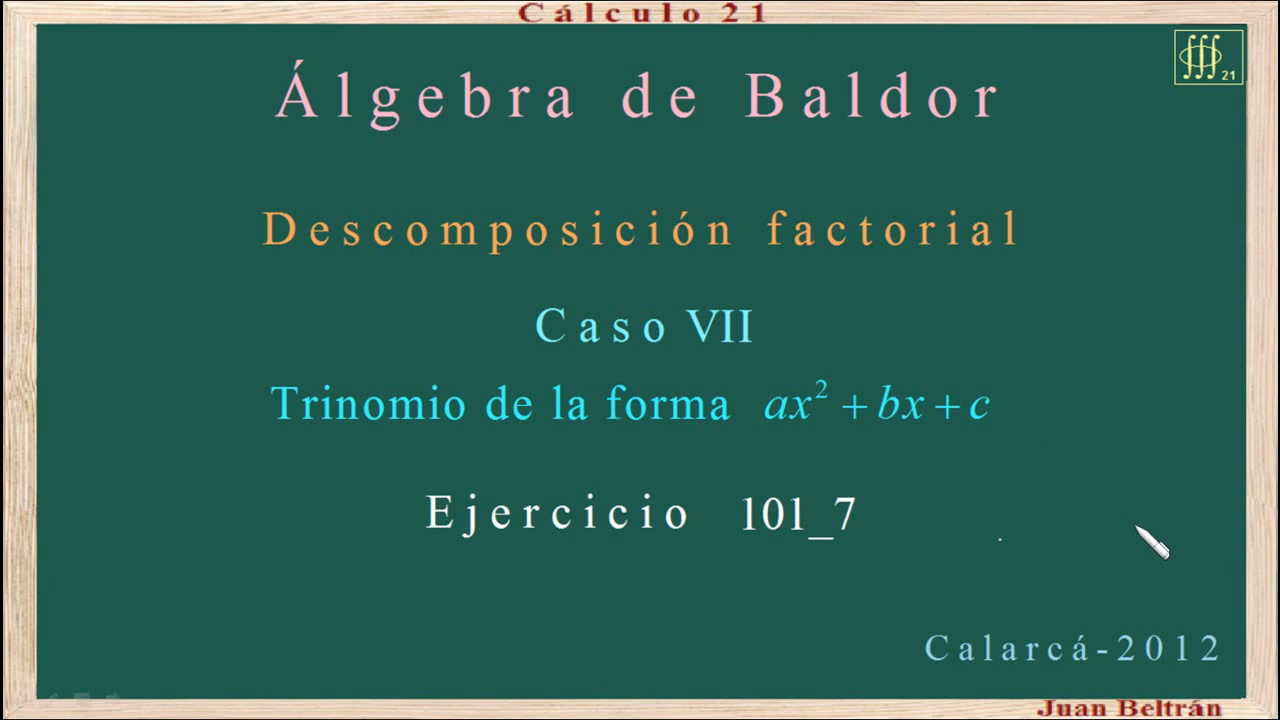 Cálculo 21
∫∫∫ 21
Álgebra de Baldor
Descomposición factorial
Caso VII
Trinomio de la forma ax² + bx + c
Ejercicio 101_7
Calarcá-2012
Juan Beltrán